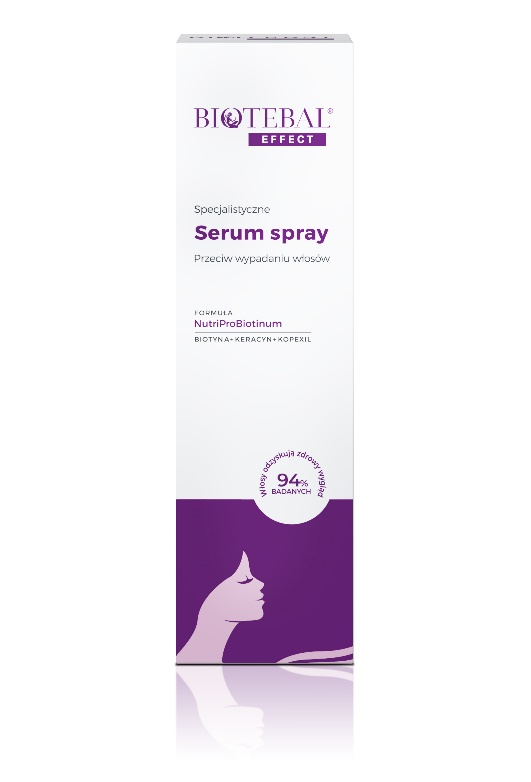 BIOTEBAL®
EFFECT
Specjalistyczne
Serum spray
Przeciw wypadaniu włosów
FORMUŁA
NutriProBiotinum
BIOTYNA+KERACYN+KOPEXIL
Włosy odzyskują zdrowy wygląd
94%
BADANYCH